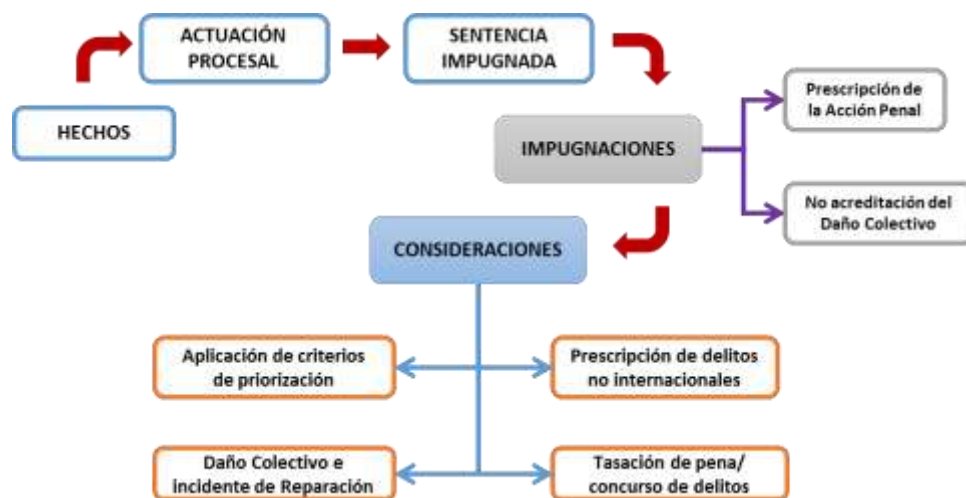 HECHOS
ACTUACIÓN
PROCESAL
SENTENCIA
IMPUGNADA
IMPUGNACIONES
Prescripción de
la Acción Penal
No acreditación del
Daño Colectivo
CONSIDERACIONES
Aplicación de criterios
de priorización
Prescripción de delitos
no internacionales
Daño Colectivo e
incidente de Reparación
Tasación de pena/
concurso de delitos